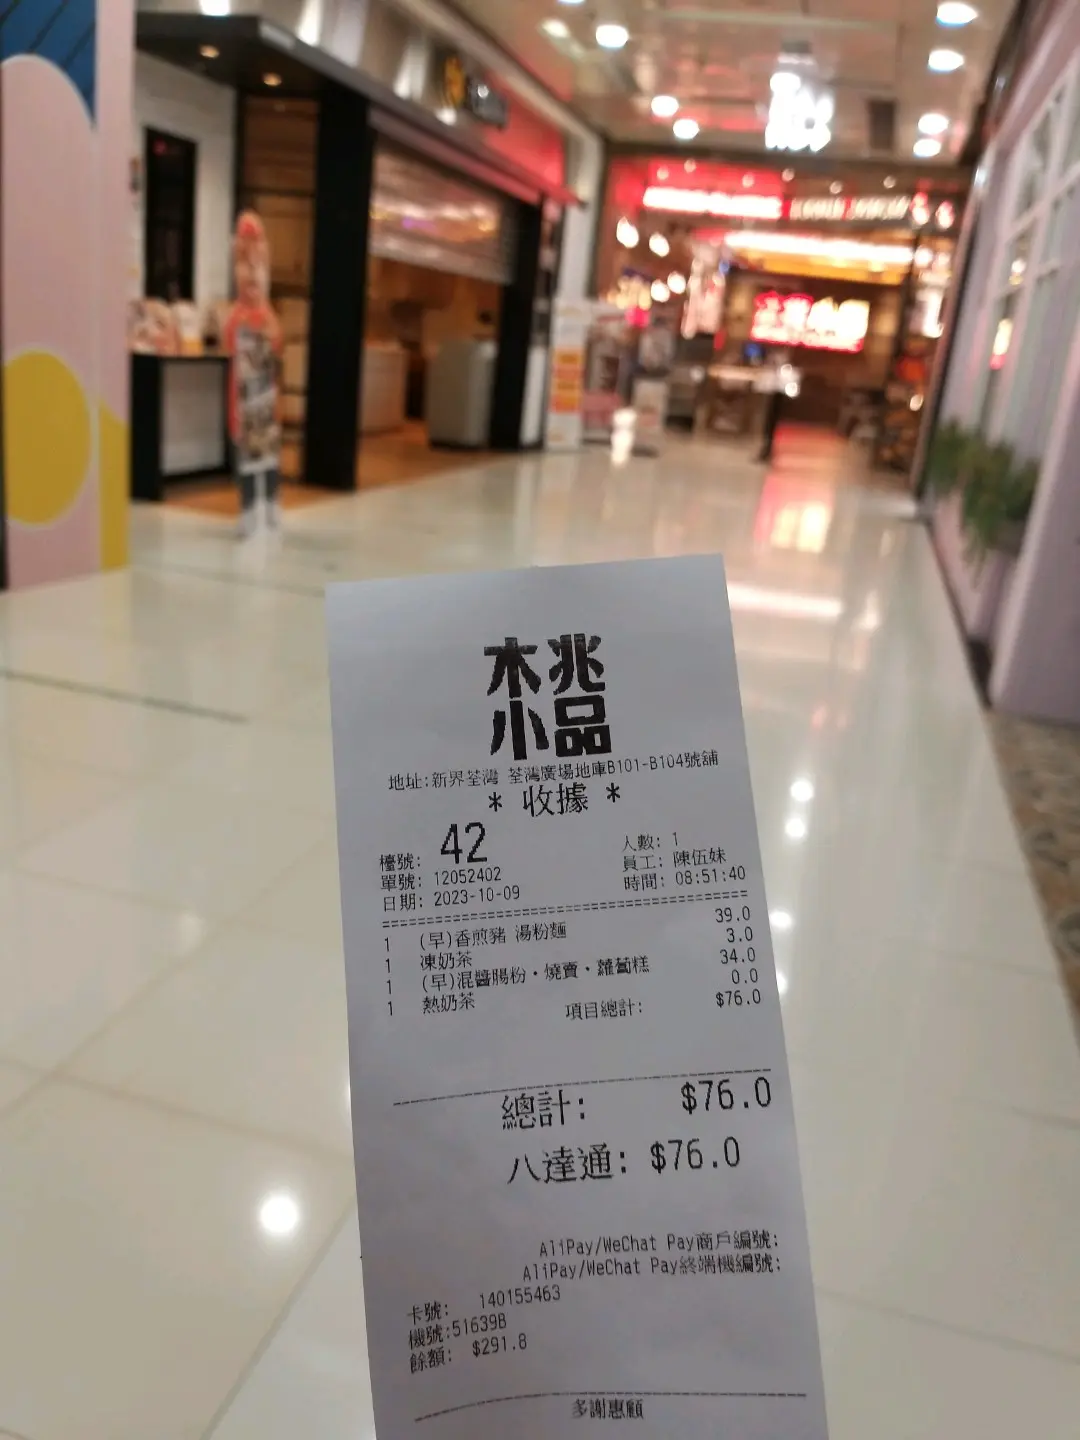 木兆
小品
地址:新界荃灣 荃灣廣場地庫B101-B104號舖
* 收據 *
檯號: 42 人數: 1
單號: 12052402 員工: 陳伍妹
日期: 2023-10-09 時間: 08:51:40
1 (早)香煎豬 湯粉麵 39.0
1 凍奶茶 3.0
1 (早)混醬腸粉・燒賣・蘿蔔糕 34.0
1 熱奶茶 0.0
項目總計: $76.0
總計: $76.0
八達通: $76.0
AliPay/WeChat Pay商戶編號:
AliPay/WeChat Pay終端機編號:
卡號: 140155463
機號:51639B
餘額: $291.8
多謝惠顧